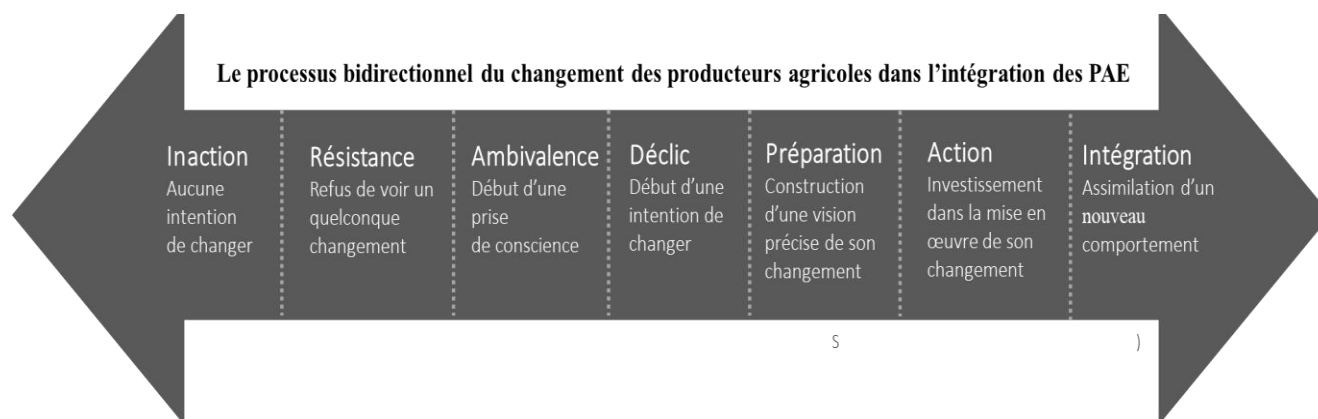 Le processus bidirectionnel du changement des producteurs agricoles dans l’intégration des PAE
Inaction
Aucune
intention
de changer
Résistance
Refus de voir un
quelconque
changement
Ambivalence
Début d’une
prise
de conscience
Déclic
Début d’une
intention de
changer
Préparation
Construction
d’une vision
précise de son
changement
Action
Investissement
dans la mise en
œuvre de son
changement
Intégration
Assimilation d’un
nouveau
comportement
S )